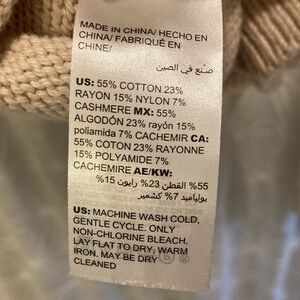 MADE IN CHINA/ HECHO EN
CHINA/ FABRIQUÉ EN
CHINE/
صنع في الصين
US: 55% COTTON 23%
RAYON 15% NYLON 7%
CASHMERE MX: 55%
ALGODÓN 23% rayón 15%
poliamida 7% CACHEMIR CA:
55% COTON 23% RAYONNE
15% POLYAMIDE 7%
CACHEMIRE AE/KW:
55% القطن 23% رايون 15%
بولياميد 7% كشمير
US: MACHINE WASH COLD,
GENTLE CYCLE. ONLY
NON-CHLORINE BLEACH.
LAY FLAT TO DRY. WARM
IRON. MAY BE DRY
CLEANED